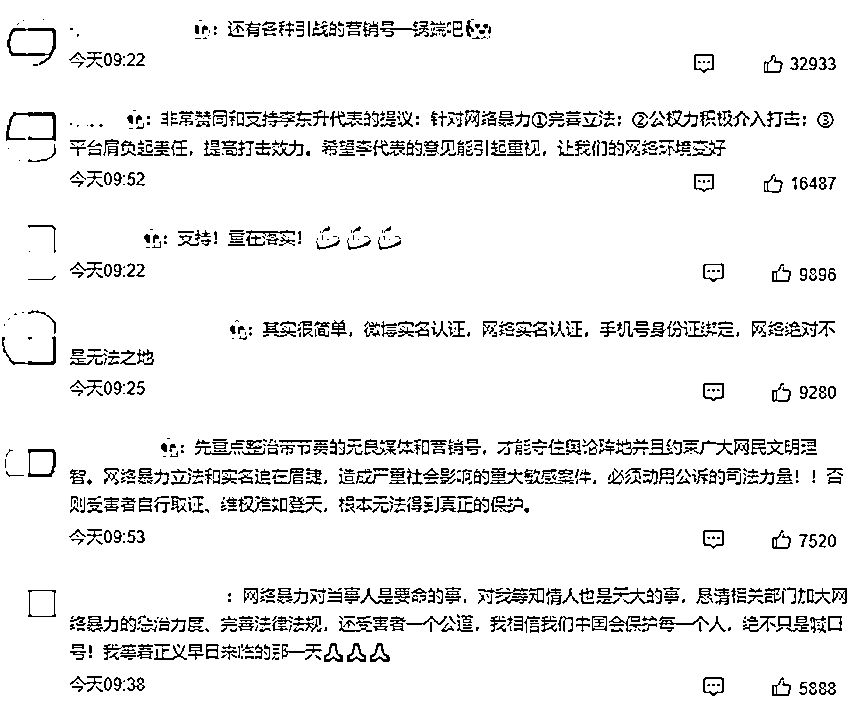 ：还有各种引战的营销号一锅端吧
今天09:22
32933
：非常赞同和支持李东升代表的提议：针对网络暴力①完善立法；②公权力积极介入打击；③
平台肩负起责任，提高打击效力。希望李代表的意见能引起重视，让我们的网络环境变好
今天09:52
16487
：支持！重在落实！
今天09:22
9896
：其实很简单，微博实名认证，网络实名认证，手机号身份证绑定，网络绝对不
是无法之地
今天09:25
9280
：先重点整治带节奏的无良媒体和营销号，才能守住舆论阵地并且约束广大网民文明理
智。网络暴力立法和实名迫在眉睫，造成严重社会影响的重大敏感案件，必须动用公诉的司法力量！！否
则受害者自行取证、维权难如登天，根本无法得到真正的保护。
今天09:53
7520
：网络暴力对当事人是要命的事，对我等知情人也是天大的事，恳请相关部门加大网
络暴力的惩治力度、完善法律法规，还受害者一个公道，我相信我们中国会保护每一个人，绝不只是喊口
号！我等着正义早日来临的那一天
今天09:38
5888